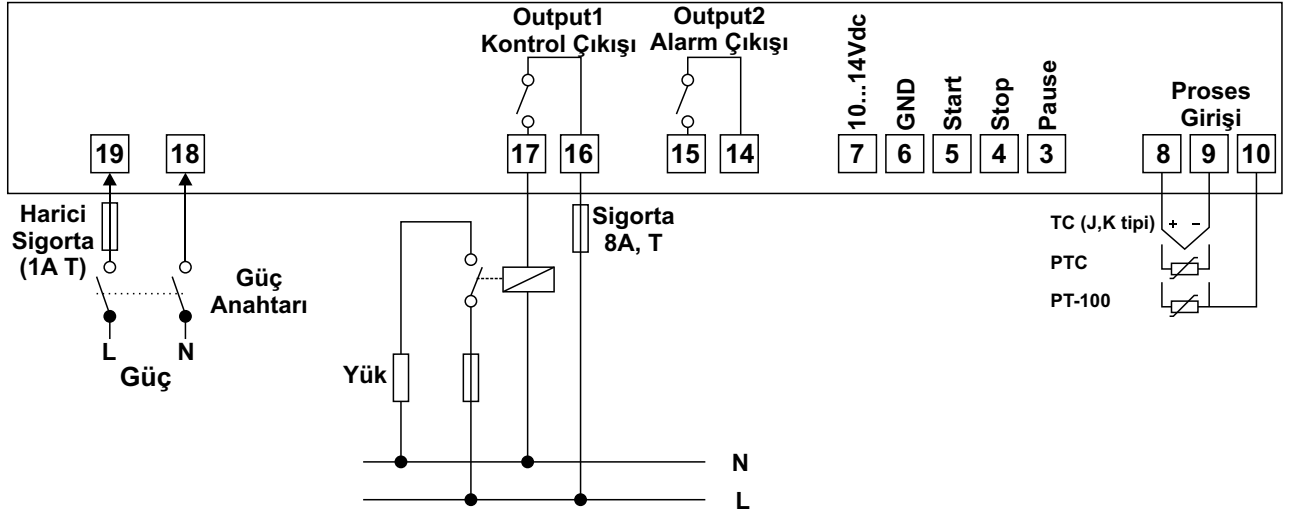 Output1
Kontrol Çıkışı
Output2
Alarm Çıkışı
10...14Vdc
GND
Start
Stop
Pause
Proses
Girişi
19
18
17
16
15
14
7
6
5
4
3
8
9
10
Harici
Sigorta
(1A T)
Güç
Anahtarı
L
N
Güç
Sigorta
8A, T
Yük
N
L
TC (J,K tipi)
+
-
PTC
PT-100